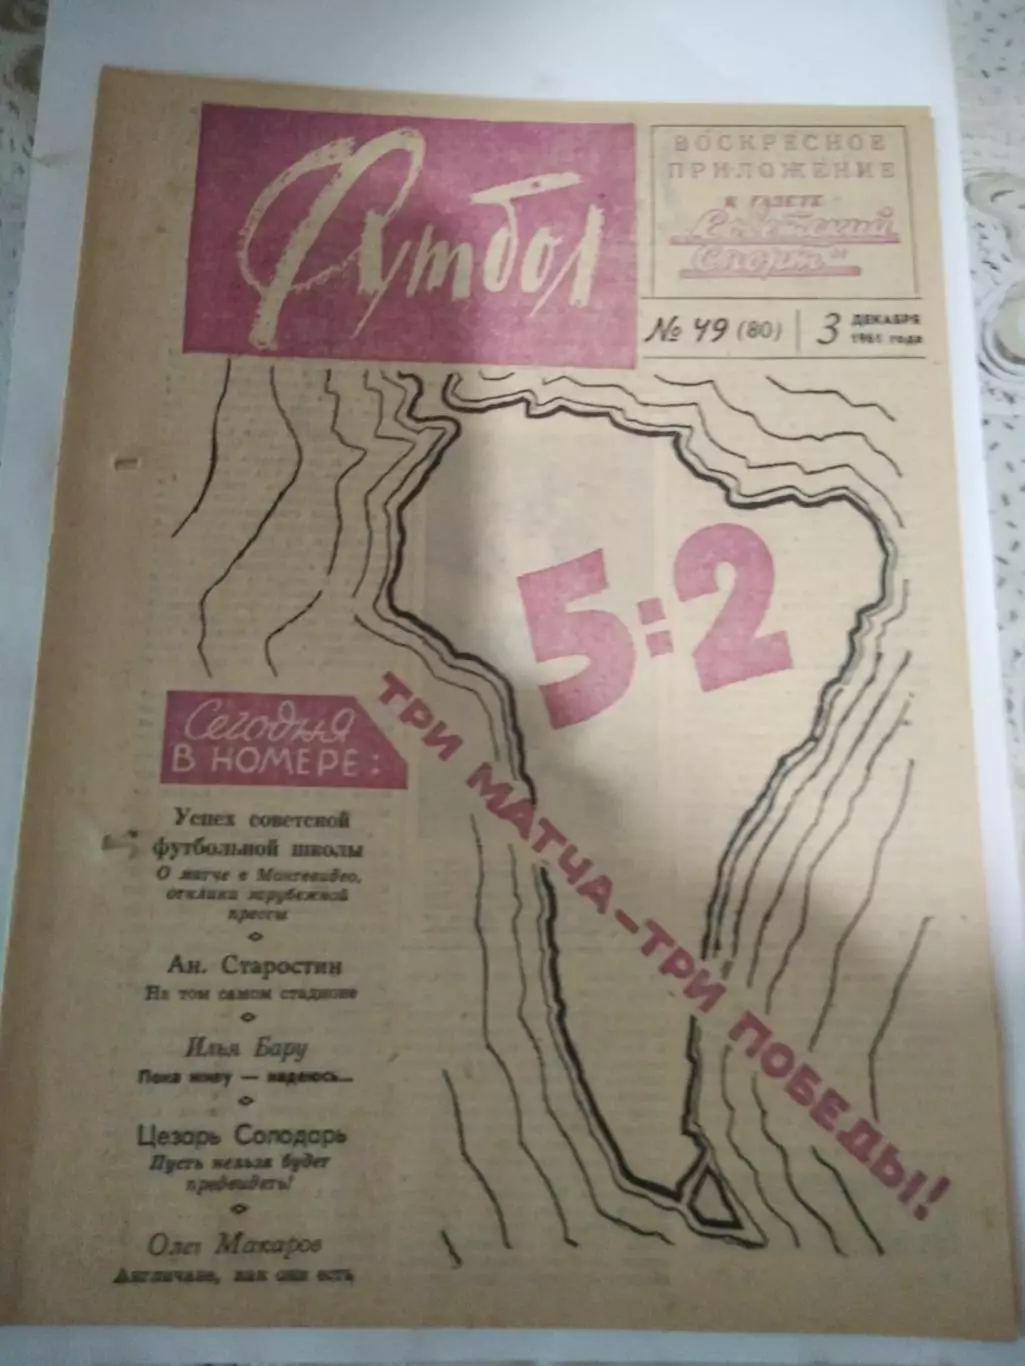 Футбол
ВОСКРЕСНОЕ
ПРИЛОЖЕНИЕ
К ГАЗЕТЕ
„Советский
Спорт"
№ 49 (80) 3 ДЕКАБРЯ
1961 года
5:2
ТРИ МАТЧА-ТРИ ПОБЕДЫ!
Сегодня
В НОМЕРЕ:
Успех советской
футбольной школы
О матче в Монтевидео,
отклики зарубежной
прессы
Ан. Старостин
На том самом стадионе
Илья Бару
Пока живу — надеюсь...
Цезарь Солодарь
Пусть нельзя будет
предвидеть!
Олег Макаров
Англичане, как они есть